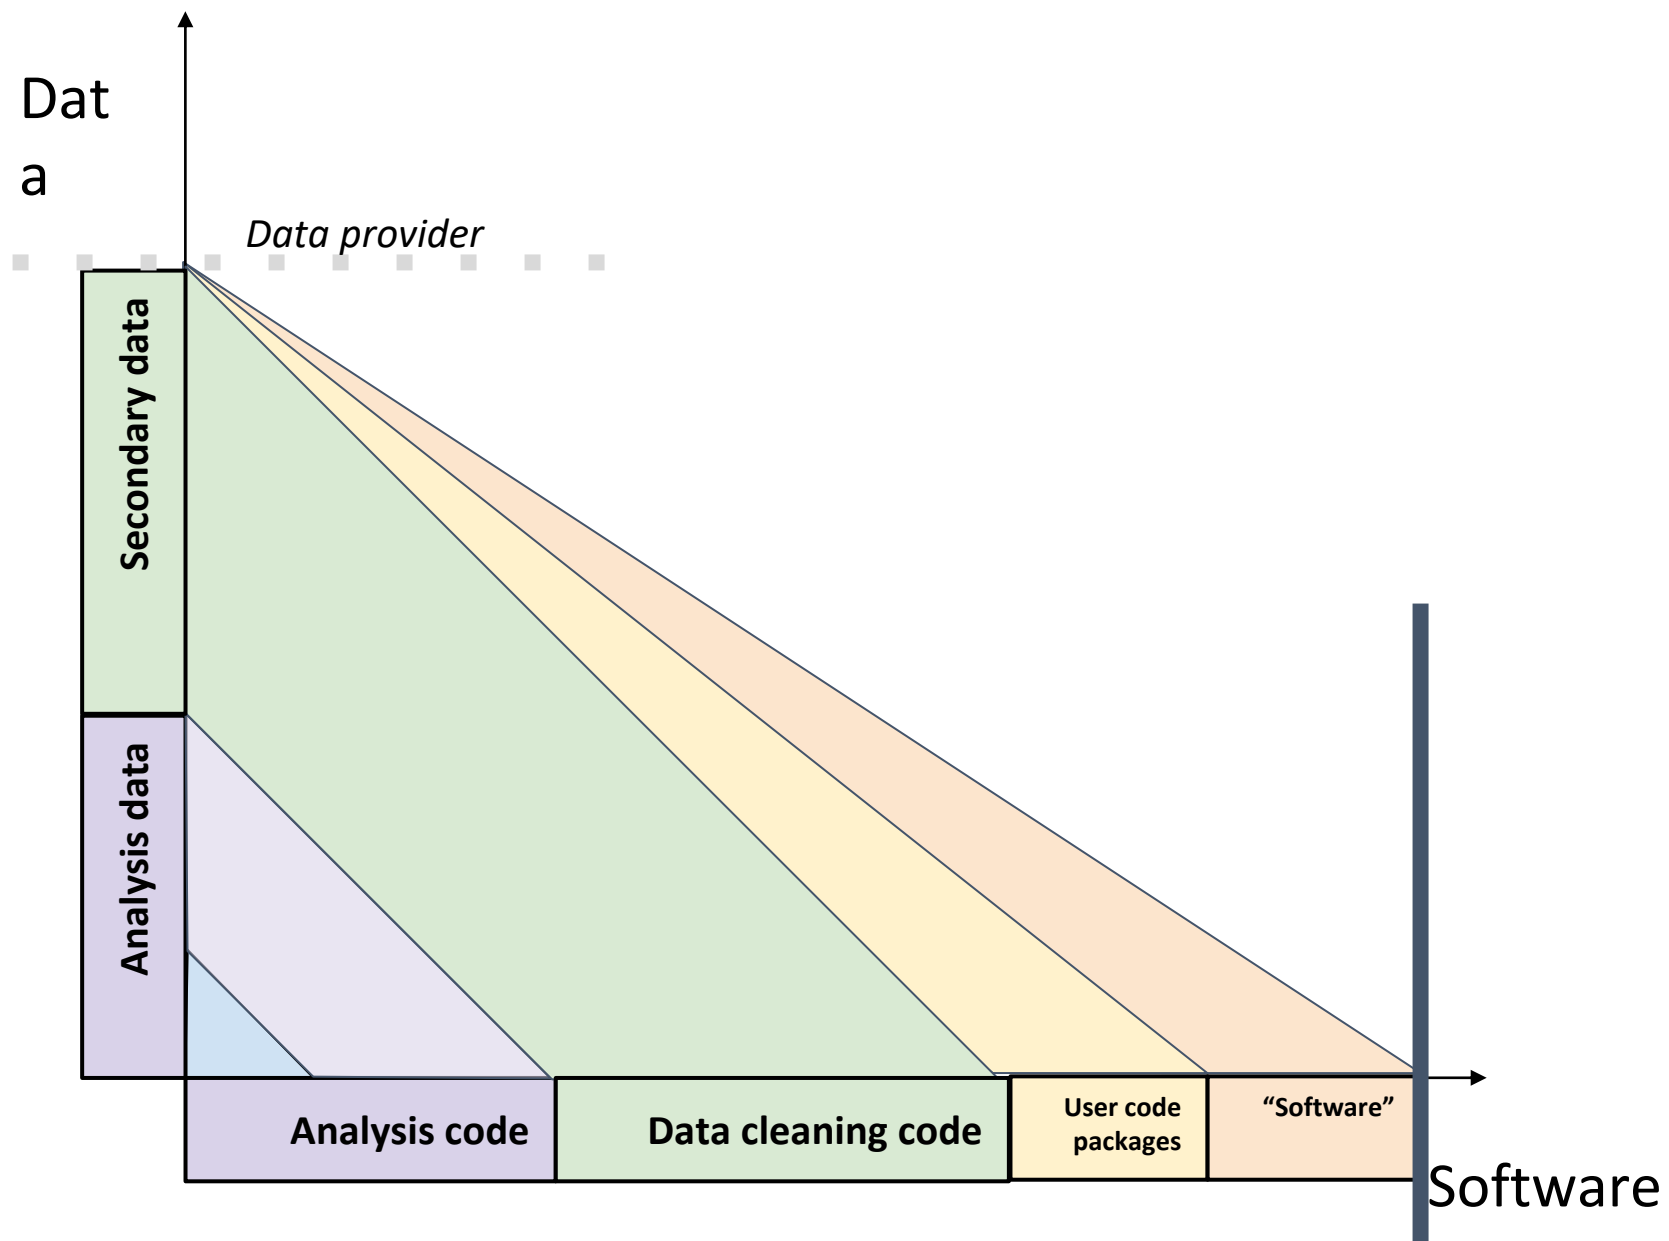 Dat
a
Data provider
Secondary data
Analysis data
Analysis code
Data cleaning code
User code
packages
“Software”
Software